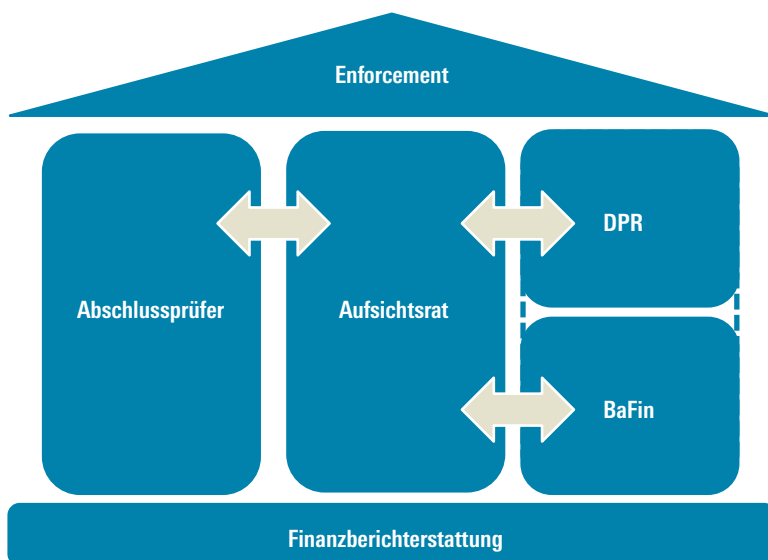 Enforcement
DPR
Abschlussprüfer
Aufsichtsrat
BaFin
Finanzberichterstattung